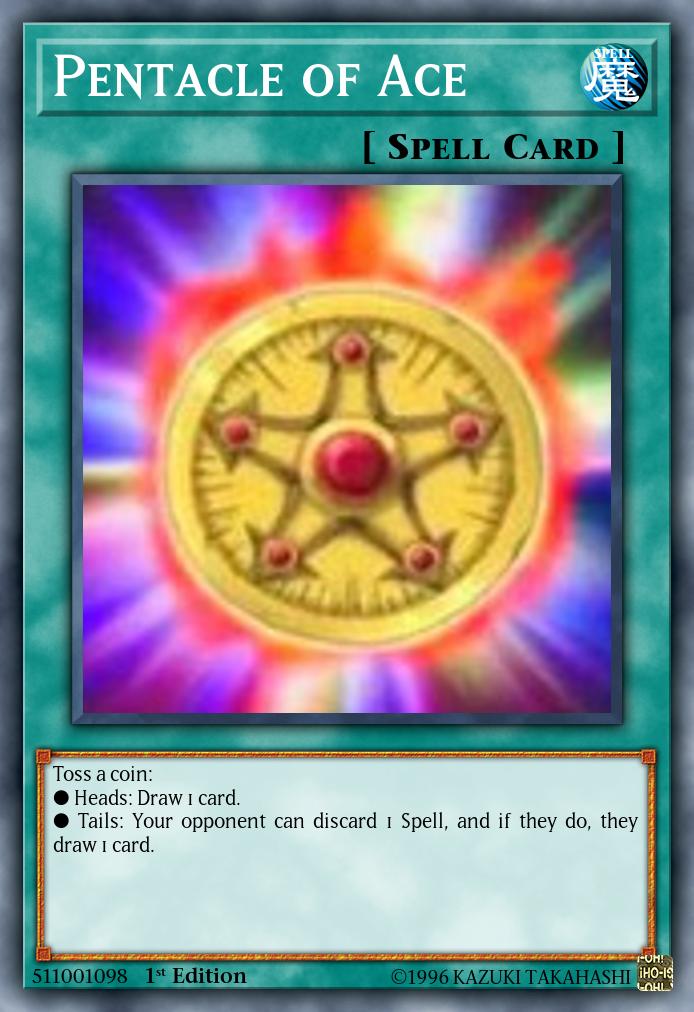 Pentacle of Ace
SPELL
魔
[ Spell Card ]
Toss a coin:
● Heads: Draw 1 card.
● Tails: Your opponent can discard 1 Spell, and if they do, they
draw 1 card.
511001098 1st Edition ©1996 KAZUKI TAKAHASHI